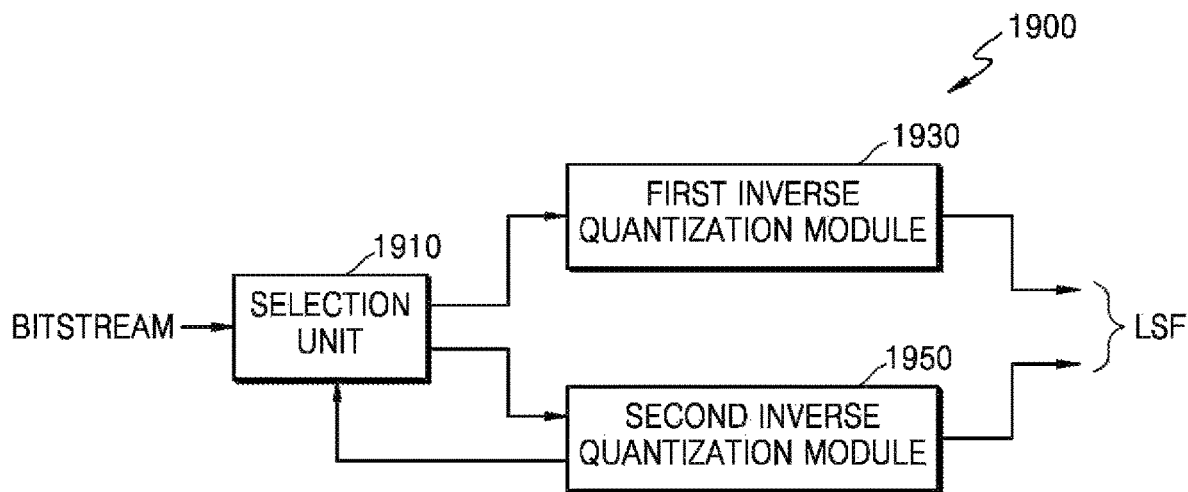 1900
1930
FIRST INVERSE
QUANTIZATION MODULE
1910
SELECTION
UNIT
BITSTREAM
LSF
1950
SECOND INVERSE
QUANTIZATION MODULE